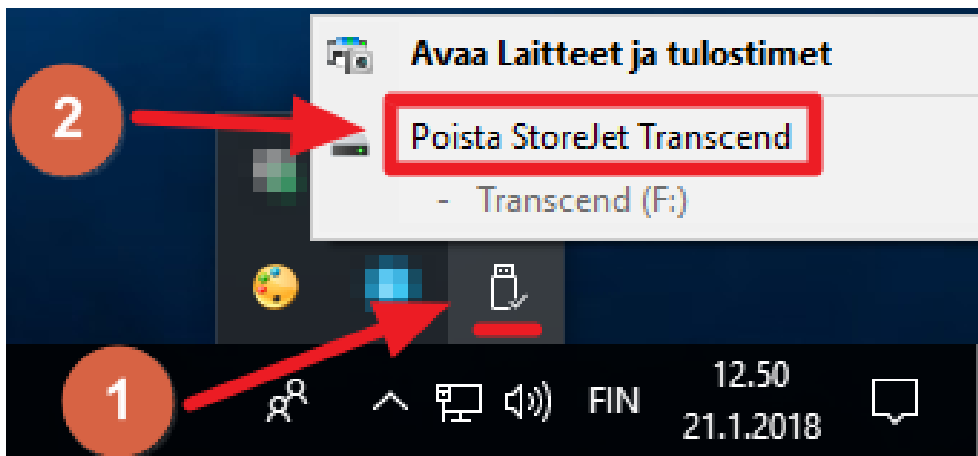 Avaa Laitteet ja tulostimet
2
Poista StoreJet Transcend
- Transcend (F:)
1
FIN
12.50
21.1.2018